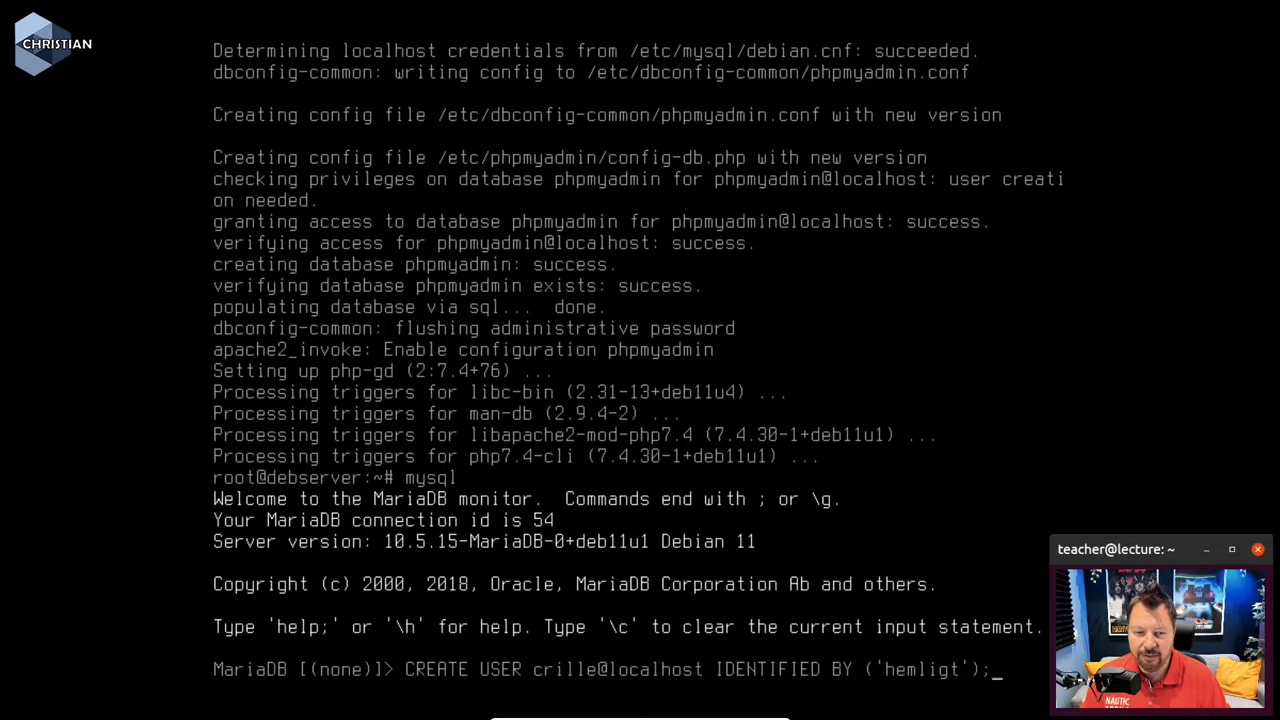 CHRISTIAN
Determining localhost credentials from /etc/mysql/debian.cnf: succeeded.
dbconfig-common: writing config to /etc/dbconfig-common/phpmyadmin.conf
Creating config file /etc/dbconfig-common/phpmyadmin.conf with new version
Creating config file /etc/phpmyadmin/config-db.php with new version
checking privileges on database phpmyadmin for phpmyadmin@localhost: user creati
on needed.
granting access to database phpmyadmin for phpmyadmin@localhost: success.
verifying access for phpmyadmin@localhost: success.
creating database phpmyadmin: success.
verifying database phpmyadmin exists: success.
populating database via sql...  done.
dbconfig-common: flushing administrative password
apache2_invoke: Enable configuration phpmyadmin
Setting up php-gd (2:7.4+76) ...
Processing triggers for libc-bin (2.31-13+deb11u4) ...
Processing triggers for man-db (2.9.4-2) ...
Processing triggers for libapache2-mod-php7.4 (7.4.30-1+deb11u1) ...
Processing triggers for php7.4-cli (7.4.30-1+deb11u1) ...
root@debserver:~# mysql
Welcome to the MariaDB monitor.  Commands end with ; or \g.
Your MariaDB connection id is 54
Server version: 10.5.15-MariaDB-0+deb11u1 Debian 11
Copyright (c) 2000, 2018, Oracle, MariaDB Corporation Ab and others.
Type 'help;' or '\h' for help. Type '\c' to clear the current input statement.
MariaDB [(none)]> CREATE USER crille@localhost IDENTIFIED BY ('hemligt');_
teacher@lecture: ~
NAUTIC